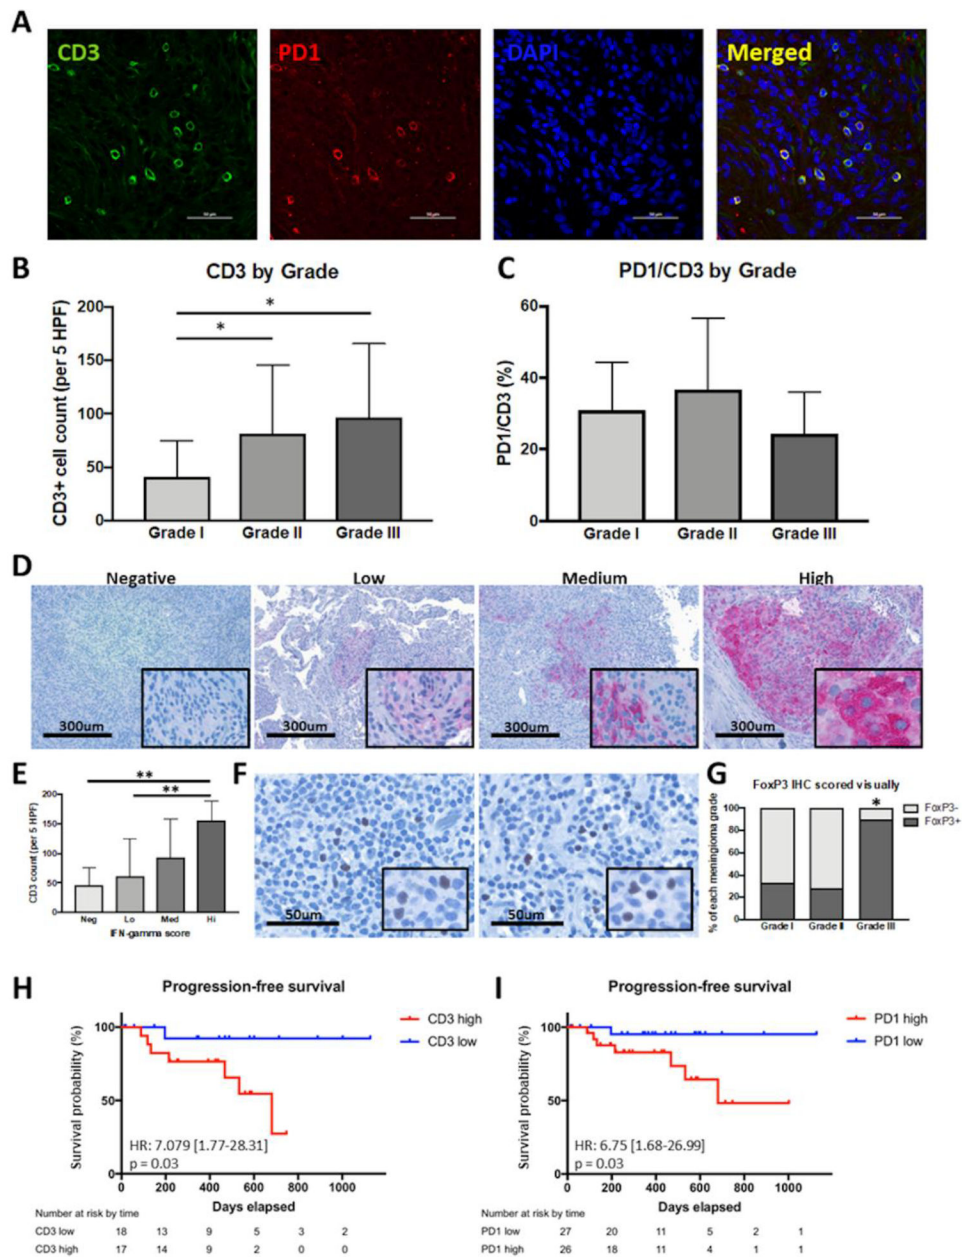 A
CD3
PD1
DAPI
Merged
B
CD3 by Grade
CD3+ cell count (per 5 HPF)
200
150
100
50
0
*
*
Grade I
Grade II
Grade III
C
PD1/CD3 by Grade
PD1/CD3 (%)
60
40
20
0
Grade I
Grade II
Grade III
D
Negative
Low
Medium
High
300um
300um
300um
300um
E
CD3 count (per 5 HPF)
200
150
100
50
0
**
**
Neg
Lo
Med
Hi
IFN-gamma score
F
50um
50um
G
FoxP3 IHC scored visually
% of each meningioma grade
100
80
60
40
20
0
*
FoxP3-
FoxP3+
Grade I
Grade II
Grade III
H
Progression-free survival
CD3 high
CD3 low
Survival probability (%)
100
50
0
HR: 7.079 [1.77-28.31]
p = 0.03
0 200 400 600 800 1000
Days elapsed
Number at risk by time
CD3 low 18 13 9 5 3 2
CD3 high 17 14 9 2 0 0
I
Progression-free survival
PD1 high
PD1 low
Survival probability (%)
100
50
0
HR: 6.75 [1.68-26.99]
p = 0.03
0 200 400 600 800 1000
Days elapsed
Number at risk by time
PD1 low 27 20 11 5 2 1
PD1 high 26 18 11 4 1 1